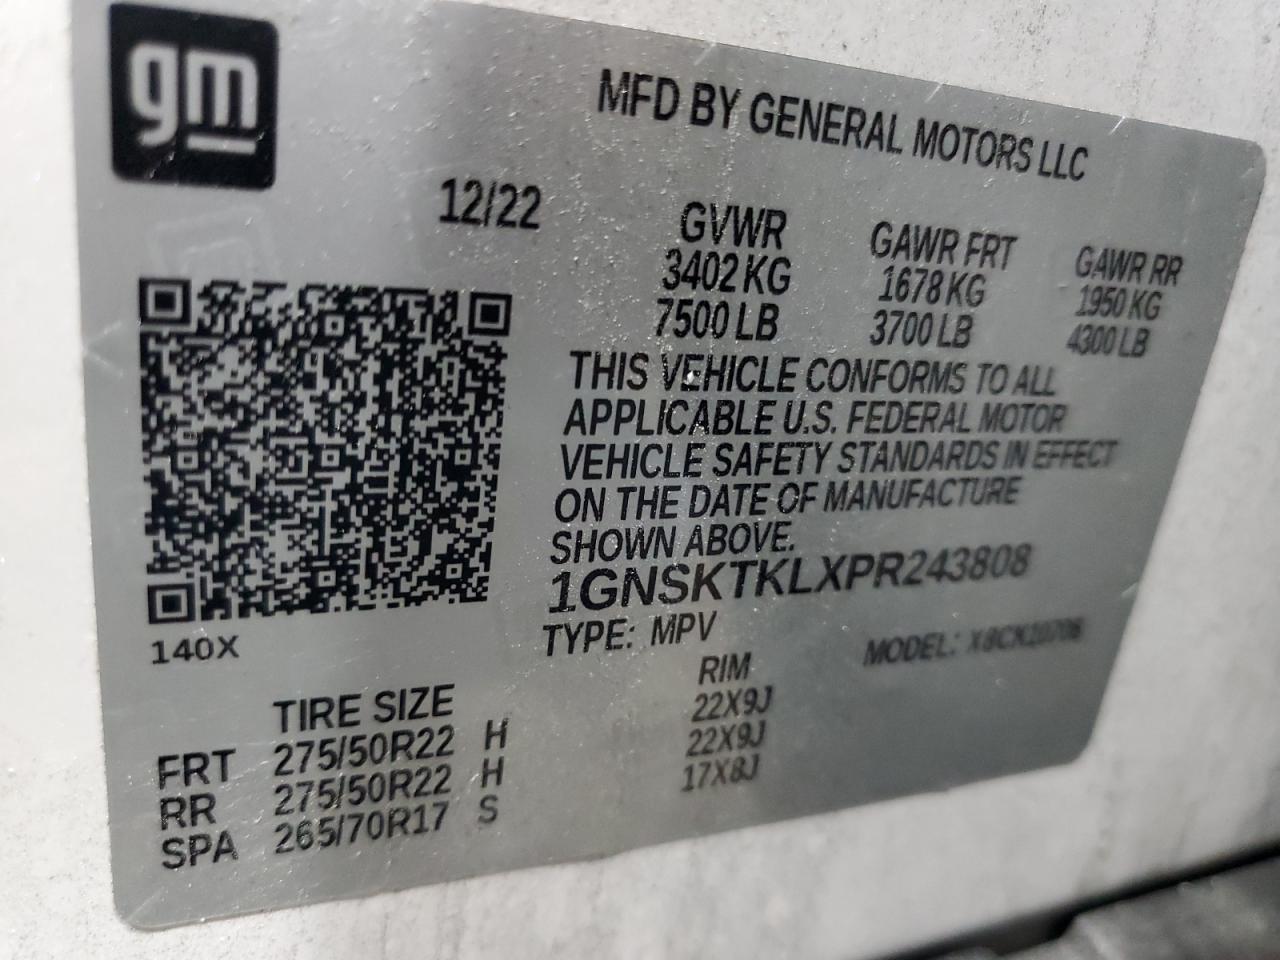 gm
MFD BY GENERAL MOTORS LLC
12/22
GVWR GAWR FRT GAWR RR
3402 KG 1678 KG 1950 KG
7500 LB 3700 LB 4300 LB
THIS VEHICLE CONFORMS TO ALL
APPLICABLE U.S. FEDERAL MOTOR
VEHICLE SAFETY STANDARDS IN EFFECT
ON THE DATE OF MANUFACTURE
SHOWN ABOVE.
1GNSKTKLXPR243808
140X
TYPE: MPV MODEL:
TIRE SIZE RIM
FRT 275/50R22 H 22X9J
RR 275/50R22 H 22X9J
SPA 265/70R17 S 17X8J